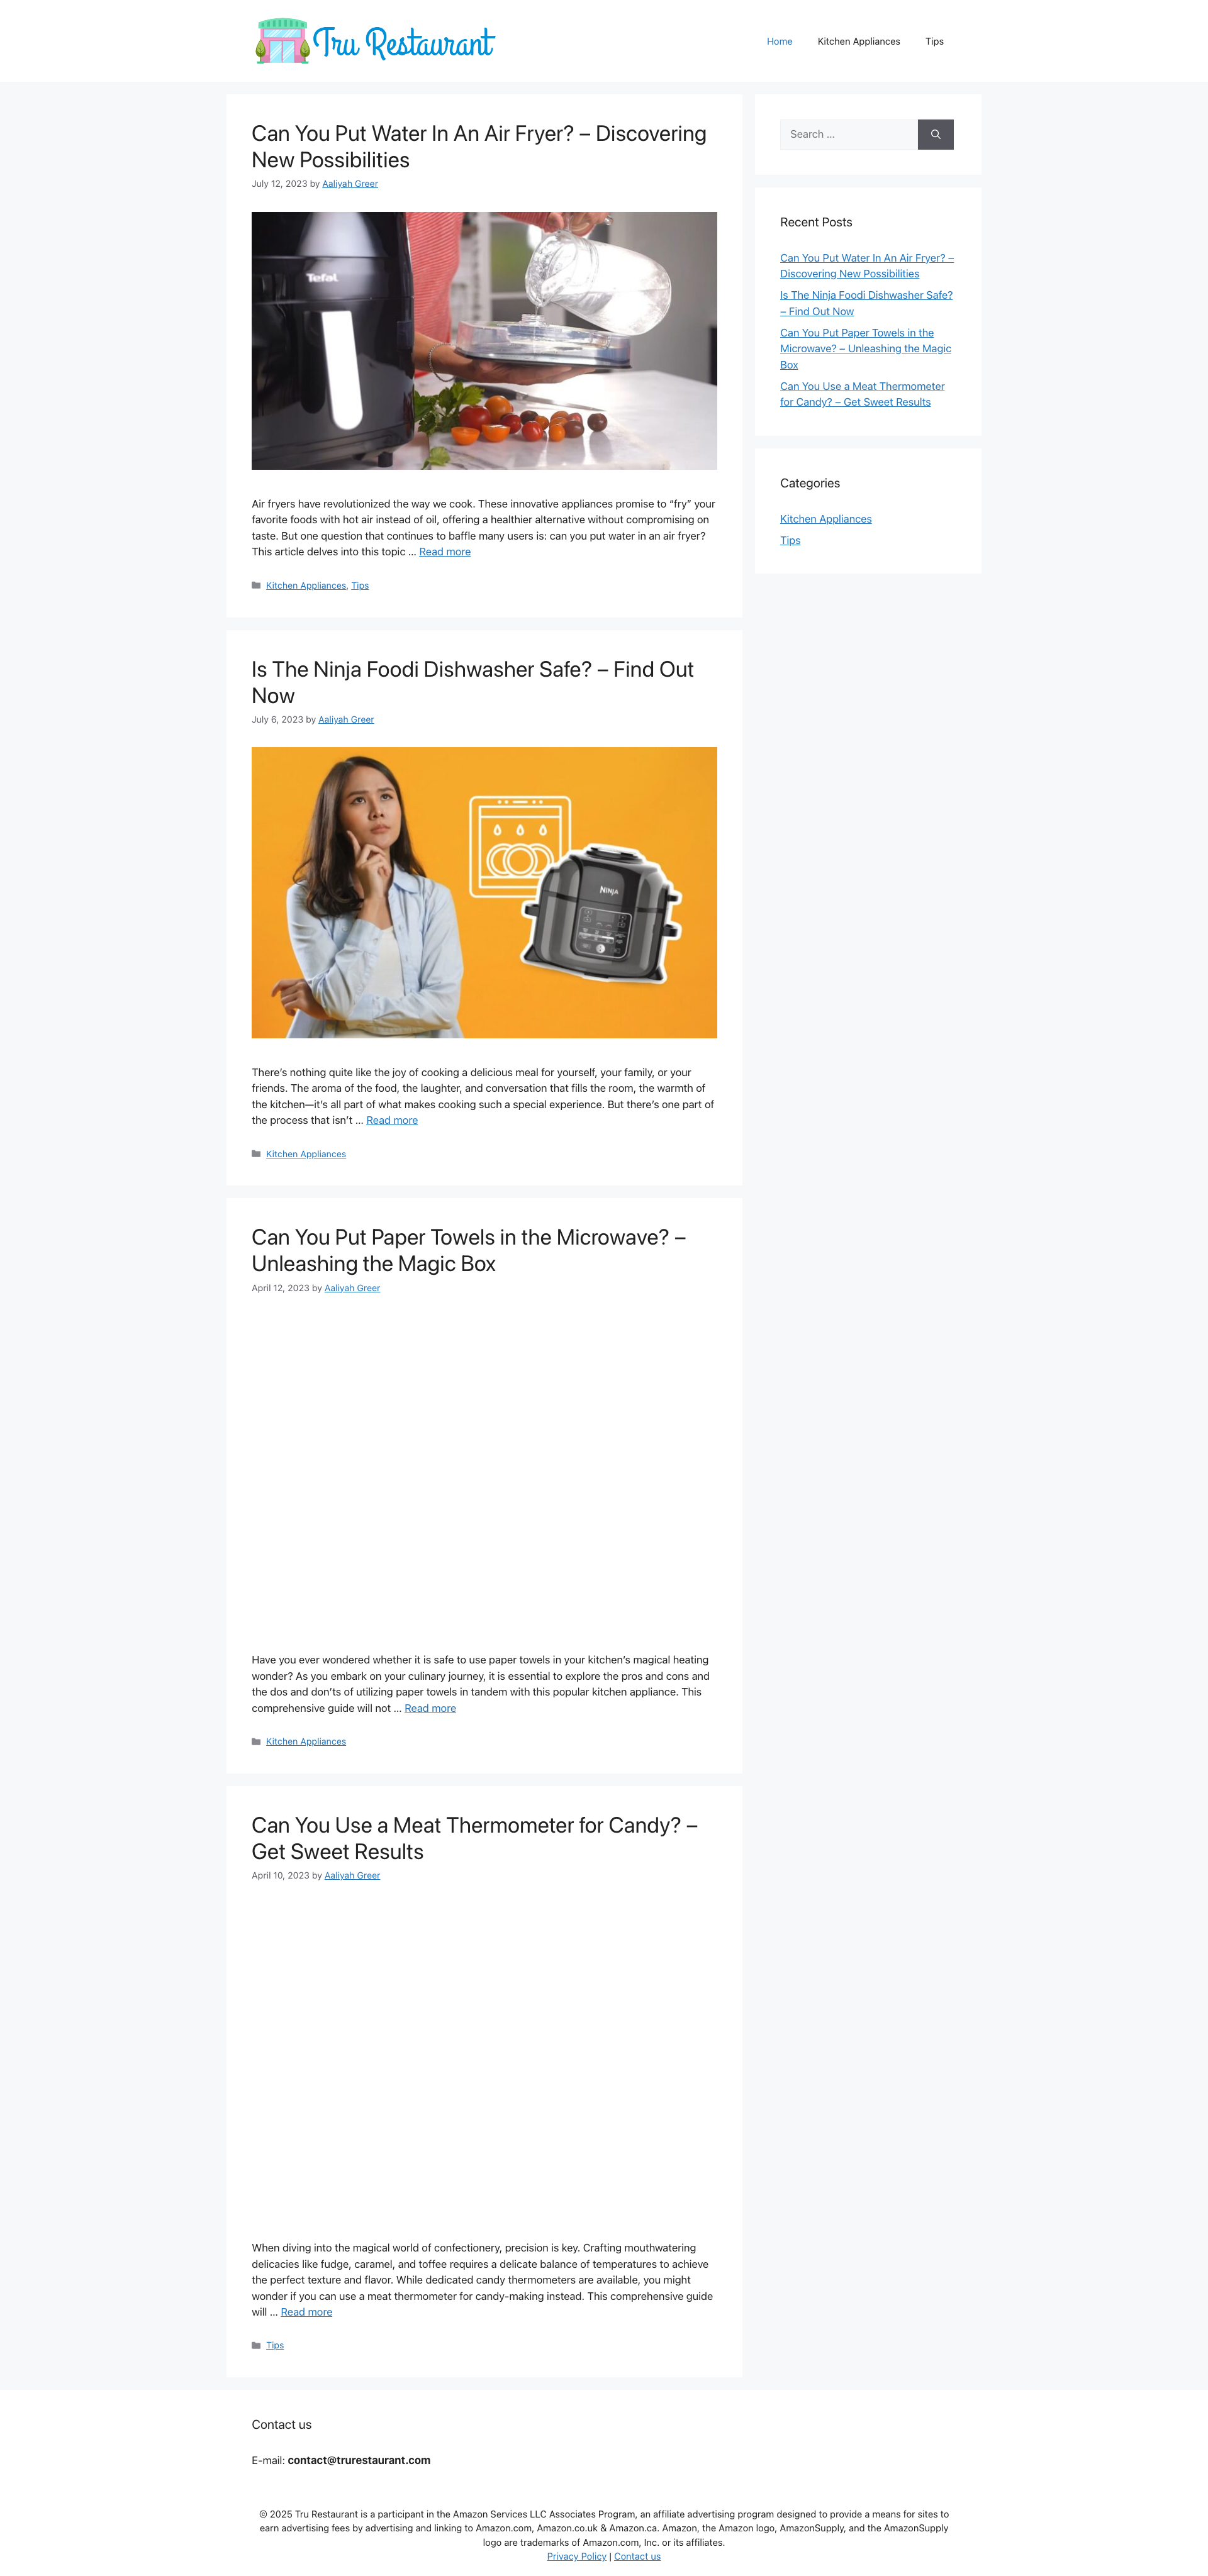 Tru Restaurant
Home
Kitchen Appliances
Tips
Can You Put Water In An Air Fryer? – Discovering
New Possibilities
July 12, 2023 by Aaliyah Greer
Tefal
Air fryers have revolutionized the way we cook. These innovative appliances promise to “fry” your
favorite foods with hot air instead of oil, offering a healthier alternative without compromising on
taste. But one question that continues to baffle many users is: can you put water in an air fryer?
This article delves into this topic ... Read more
Kitchen Appliances, Tips
Is The Ninja Foodi Dishwasher Safe? – Find Out
Now
July 6, 2023 by Aaliyah Greer
NINJA
There’s nothing quite like the joy of cooking a delicious meal for yourself, your family, or your
friends. The aroma of the food, the laughter, and conversation that fills the room, the warmth of
the kitchen—it’s all part of what makes cooking such a special experience. But there’s one part of
the process that isn’t ... Read more
Kitchen Appliances
Can You Put Paper Towels in the Microwave? –
Unleashing the Magic Box
April 12, 2023 by Aaliyah Greer
Have you ever wondered whether it is safe to use paper towels in your kitchen’s magical heating
wonder? As you embark on your culinary journey, it is essential to explore the pros and cons and
the dos and don’ts of utilizing paper towels in tandem with this popular kitchen appliance. This
comprehensive guide will not ... Read more
Kitchen Appliances
Can You Use a Meat Thermometer for Candy? –
Get Sweet Results
April 10, 2023 by Aaliyah Greer
When diving into the magical world of confectionery, precision is key. Crafting mouthwatering
delicacies like fudge, caramel, and toffee requires a delicate balance of temperatures to achieve
the perfect texture and flavor. While dedicated candy thermometers are available, you might
wonder if you can use a meat thermometer for candy-making instead. This comprehensive guide
will ... Read more
Tips
Search ...
Recent Posts
Can You Put Water In An Air Fryer? –
Discovering New Possibilities
Is The Ninja Foodi Dishwasher Safe?
– Find Out Now
Can You Put Paper Towels in the
Microwave? – Unleashing the Magic
Box
Can You Use a Meat Thermometer
for Candy? – Get Sweet Results
Categories
Kitchen Appliances
Tips
Contact us
E-mail: contact@trurestaurant.com
© 2025 Tru Restaurant is a participant in the Amazon Services LLC Associates Program, an affiliate advertising program designed to provide a means for sites to
earn advertising fees by advertising and linking to Amazon.com, Amazon.co.uk & Amazon.ca. Amazon, the Amazon logo, AmazonSupply, and the AmazonSupply
logo are trademarks of Amazon.com, Inc. or its affiliates.
Privacy Policy | Contact us